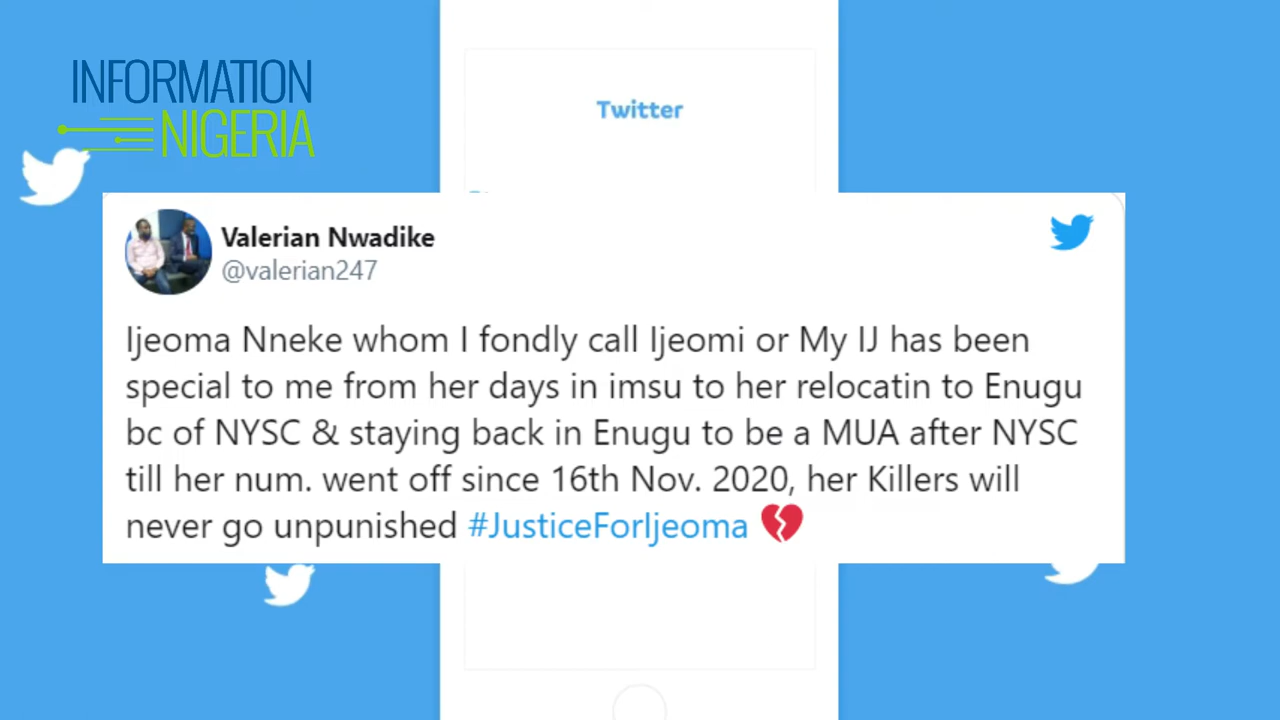 INFORMATION
NIGERIA
Twitter
Valerian Nwadike
@valerian247
Ijeoma Nneke whom I fondly call Ijeomi or My IJ has been
special to me from her days in imsu to her relocatin to Enugu
bc of NYSC & staying back in Enugu to be a MUA after NYSC
till her num. went off since 16th Nov. 2020, her Killers will
never go unpunished #JusticeForIjeoma 💔